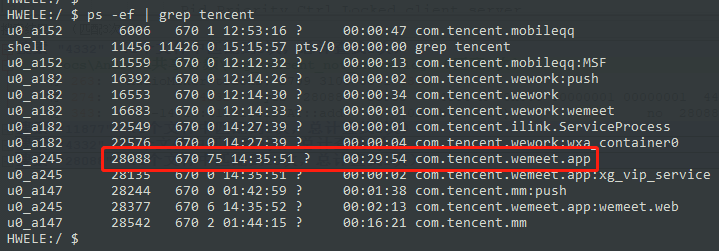 HWELE:/ $
HWELE:/ $ ps -ef | grep tencent
u0_a152 6006 670 1 12:53:16 ? 00:00:47 com.tencent.mobileqq
shell 11456 11426 0 15:15:57 pts/0 00:00:00 grep tencent
u0_a152 11559 670 0 12:12:32 ? 00:00:13 com.tencent.mobileqq:MSF
u0_a182 16392 670 0 12:14:26 ? 00:00:02 com.tencent.wework:push
u0_a182 16553 670 0 12:14:30 ? 00:00:34 com.tencent.wework
u0_a182 16683 670 0 12:14:33 ? 00:00:01 com.tencent.wework:wemeet
u0_a182 22549 670 0 14:27:39 ? 00:00:01 com.tencent.ilink.ServiceProcess
u0_a182 22576 670 0 14:27:39 ? 00:00:04 com.tencent.wework:wxa_container0
u0_a245 28088 670 75 14:35:51 ? 00:29:54 com.tencent.wemeet.app
u0_a245 28135 670 0 14:35:51 ? 00:00:02 com.tencent.wemeet.app:xg_vip_service
u0_a147 28244 670 0 01:42:59 ? 00:01:38 com.tencent.mm:push
u0_a245 28377 670 6 14:35:52 ? 00:02:13 com.tencent.wemeet.app:wemeet.web
u0_a147 28542 670 2 01:44:15 ? 00:16:21 com.tencent.mm
HWELE:/ $